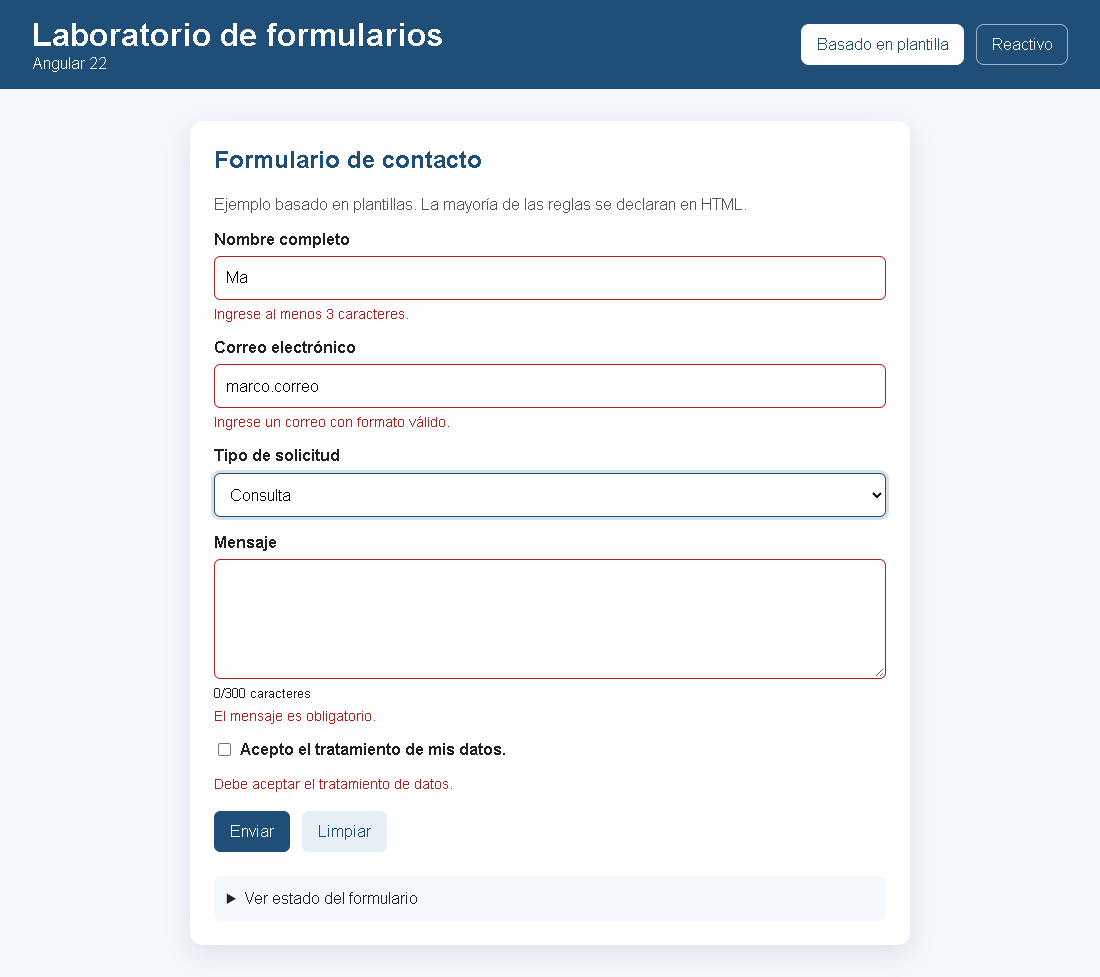 Laboratorio de formularios
Angular 22
Basado en plantilla
Reactivo
Formulario de contacto
Ejemplo basado en plantillas. La mayoría de las reglas se declaran en HTML.
Nombre completo
Ma
Ingrese al menos 3 caracteres.
Correo electrónico
marco.correo
Ingrese un correo con formato válido.
Tipo de solicitud
Consulta
Mensaje
0/300 caracteres
El mensaje es obligatorio.
Acepto el tratamiento de mis datos.
Debe aceptar el tratamiento de datos.
Enviar
Limpiar
Ver estado del formulario